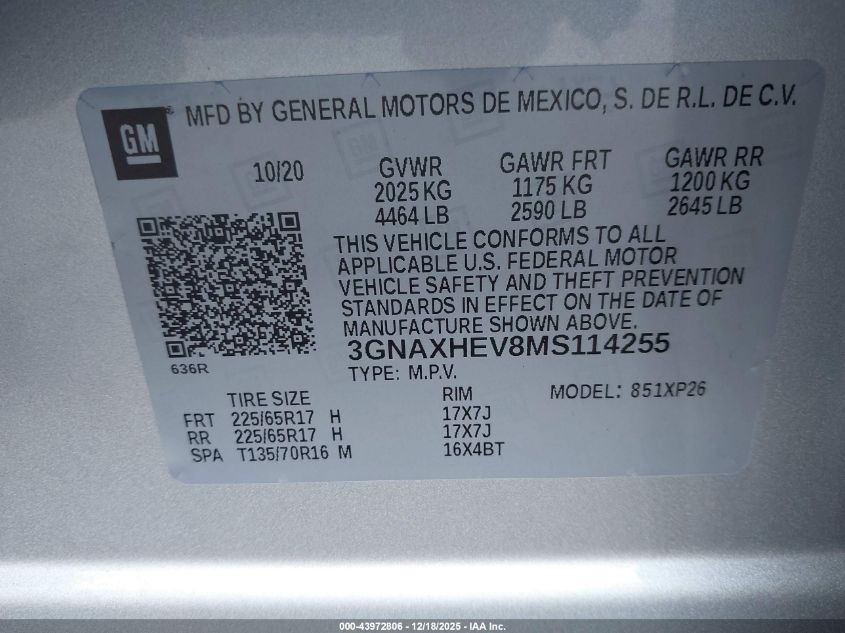 GM ® MFD BY GENERAL MOTORS DE MEXICO, S. DE R.L. DE C.V.
10/20 GVWR GAWR FRT GAWR RR
2025 KG 1175 KG 1200 KG
4464 LB 2590 LB 2645 LB
THIS VEHICLE CONFORMS TO ALL
APPLICABLE U.S. FEDERAL MOTOR
VEHICLE SAFETY AND THEFT PREVENTION
STANDARDS IN EFFECT ON THE DATE OF
MANUFACTURE SHOWN ABOVE.
3GNAXHEV8MS114255
636R
TYPE: M.P.V.
TIRE SIZE RIM MODEL: 851XP26
FRT 225/65R17 H 17X7J
RR 225/65R17 H 17X7J
SPA T135/70R16 M 16X4BT
000-43972806 - 12/18/2025 - IAA Inc.